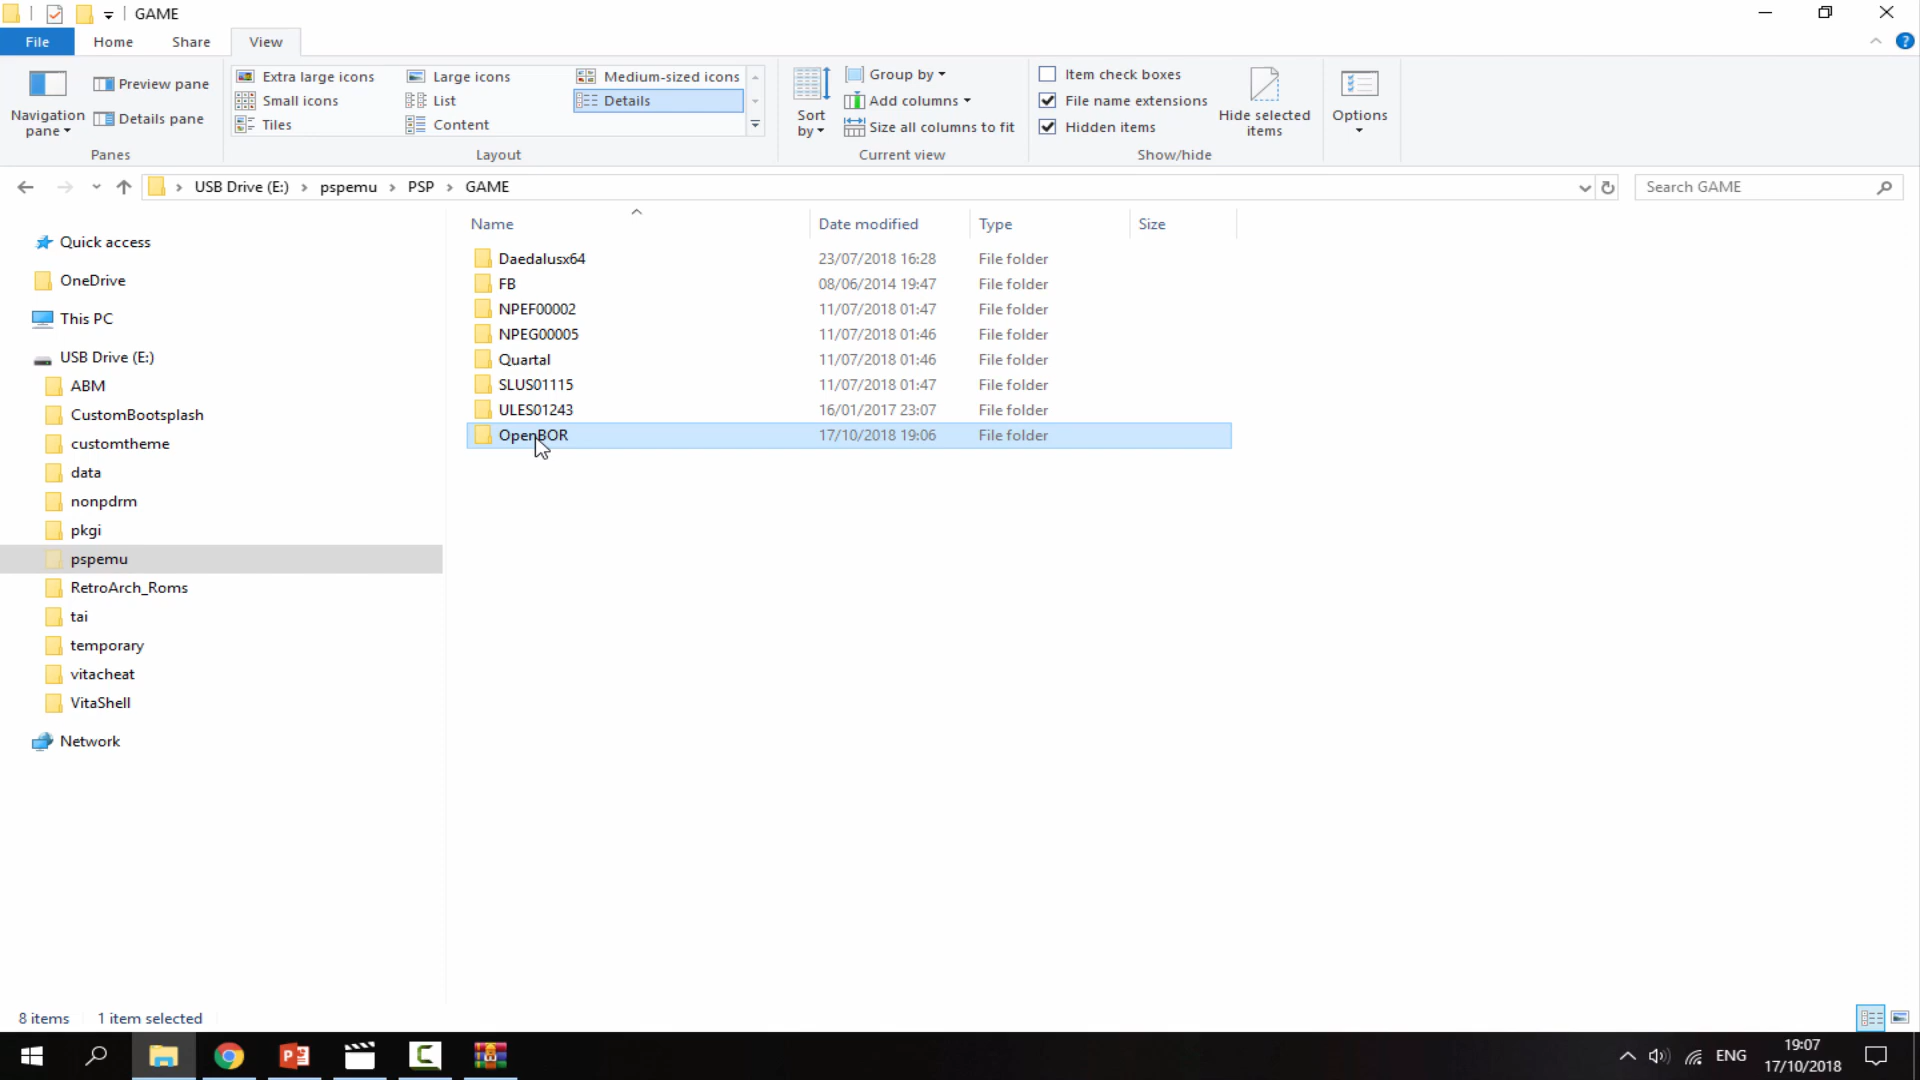 GAME
File Home Share View
Navigation pane
Preview pane
Details pane
Panes
Extra large icons Large icons Medium-sized icons
Small icons List Details
Tiles Content
Layout
Sort by
Group by
Add columns
Size all columns to fit
Current view
Item check boxes
File name extensions
Hidden items
Hide selected items
Show/hide
Options
USB Drive (E:) pspemu PSP GAME
Search GAME
Quick access
OneDrive
This PC
USB Drive (E:)
ABM
CustomBootsplash
customtheme
data
nonpdrm
pkgi
pspemu
RetroArch_Roms
tai
temporary
vitacheat
VitaShell
Network
Name Date modified Type Size
Daedalusx64 23/07/2018 16:28 File folder
FB 08/06/2014 19:47 File folder
NPEF00002 11/07/2018 01:47 File folder
NPEG00005 11/07/2018 01:46 File folder
Quartal 11/07/2018 01:46 File folder
SLUS01115 11/07/2018 01:47 File folder
ULES01243 16/01/2017 23:07 File folder
OpenBOR 17/10/2018 19:06 File folder
8 items 1 item selected
ENG
19:07
17/10/2018